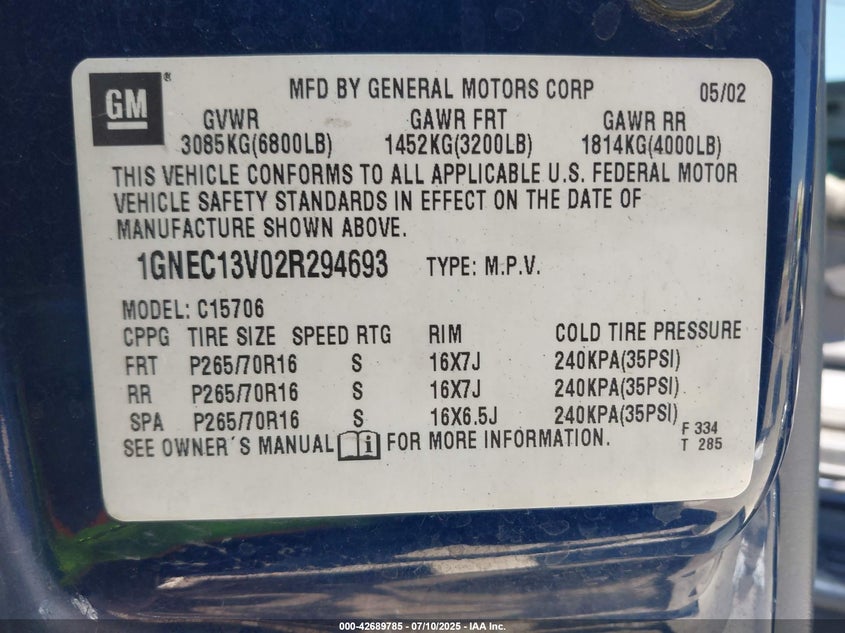 GM®
MFD BY GENERAL MOTORS CORP 05/02
GVWR GAWR FRT GAWR RR
3085KG(6800LB) 1452KG(3200LB) 1814KG(4000LB)
THIS VEHICLE CONFORMS TO ALL APPLICABLE U.S. FEDERAL MOTOR
VEHICLE SAFETY STANDARDS IN EFFECT ON THE DATE OF
MANUFACTURE SHOWN ABOVE.
1GNEC13V02R294693 TYPE: M.P.V.
MODEL: C15706
CPPG TIRE SIZE SPEED RTG RIM COLD TIRE PRESSURE
FRT P265/70R16 S 16X7J 240KPA(35PSI)
RR P265/70R16 S 16X7J 240KPA(35PSI)
SPA P265/70R16 S 16X6.5J 240KPA(35PSI)
F 334
SEE OWNER´S MANUAL i FOR MORE INFORMATION.
T 285
000-42689785 - 07/10/2025 - IAA Inc.